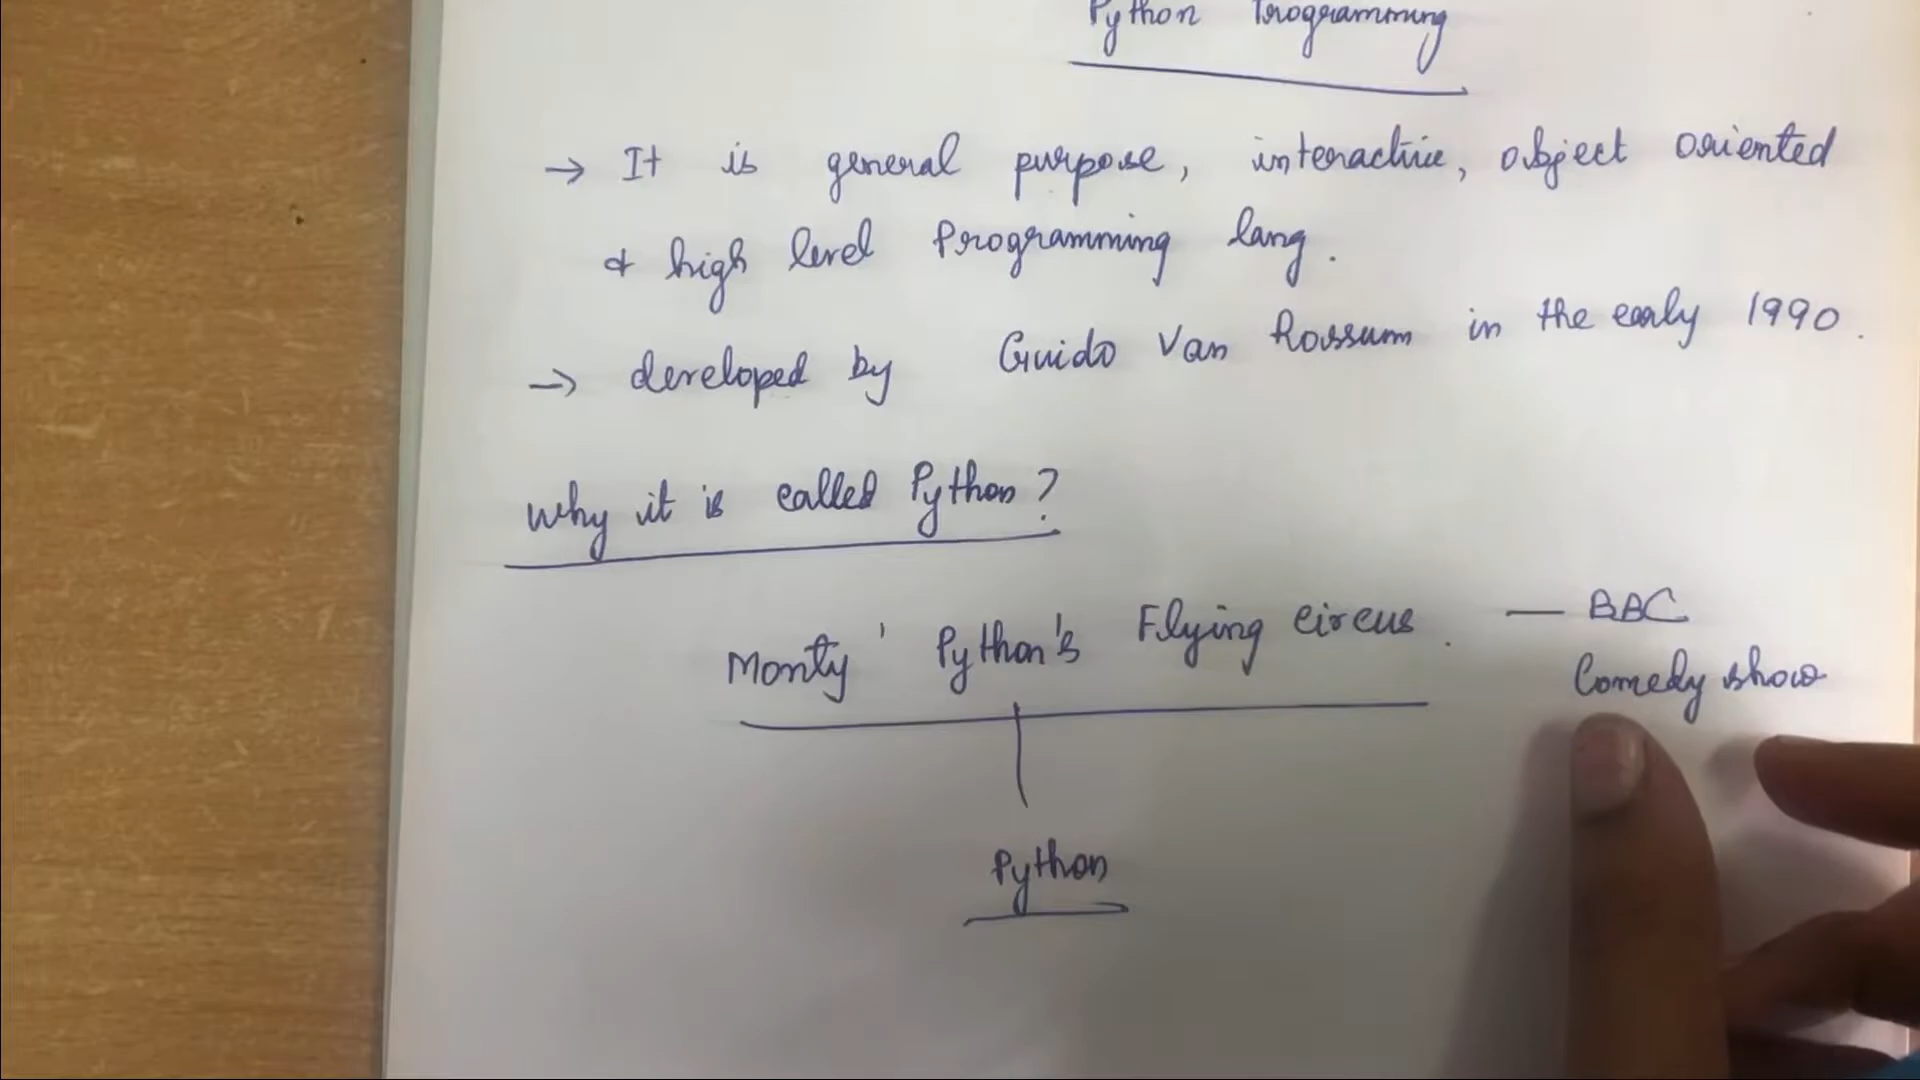 Python Programming
→ It is general purpose, interactive, object oriented
& high level Programming lang.
→ developed by Guido Van Rossum in the early 1990.
Why it is called Python?
Monty ' Python's Flying circus. — BBC
Comedy show
Python